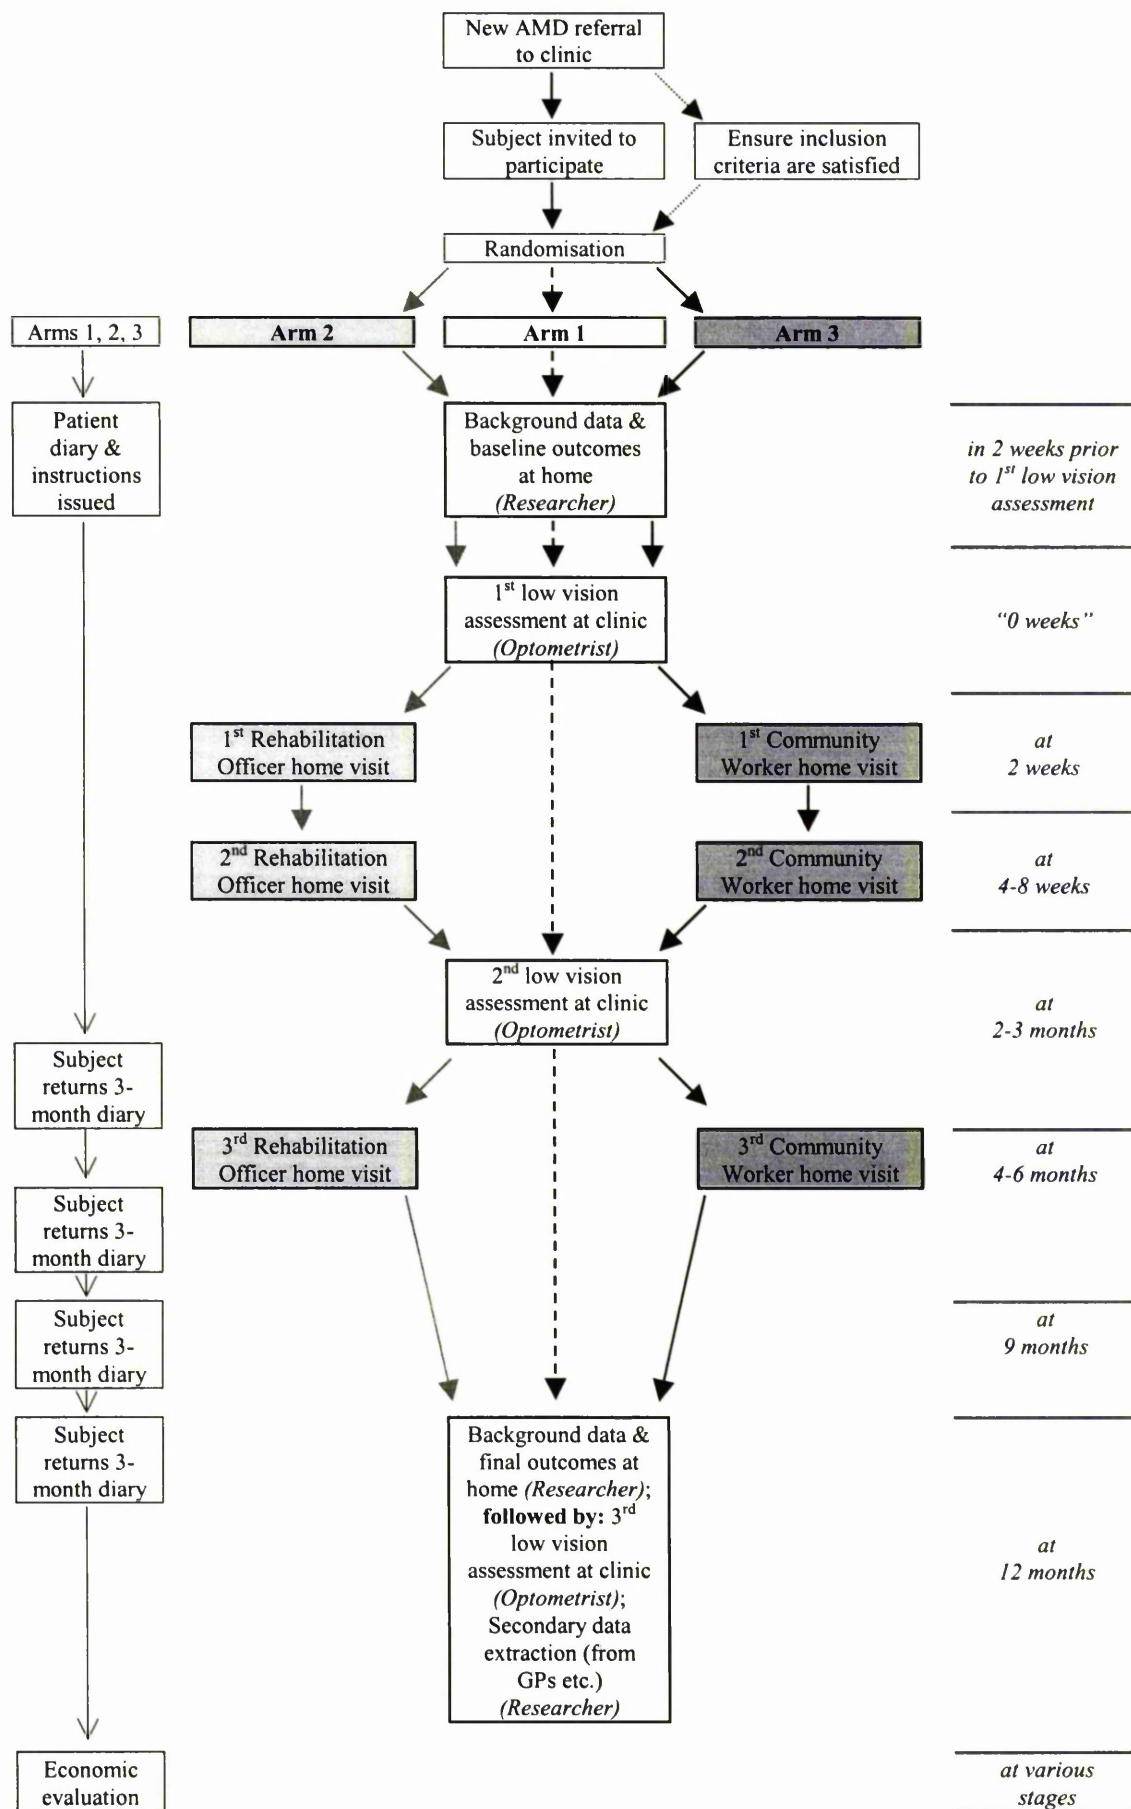 New AMD referral
to clinic
Subject invited to
participate
Ensure inclusion
criteria are satisfied
Randomisation
Arms 1, 2, 3
Arm 2
Arm 1
Arm 3
Patient
diary &
instructions
issued
Background data &
baseline outcomes
at home
(Researcher)
in 2 weeks prior
to 1st low vision
assessment
1st low vision
assessment at clinic
(Optometrist)
“0 weeks”
1st Rehabilitation
Officer home visit
1st Community
Worker home visit
at
2 weeks
2nd Rehabilitation
Officer home visit
2nd Community
Worker home visit
at
4-8 weeks
2nd low vision
assessment at clinic
(Optometrist)
at
2-3 months
Subject
returns 3-
month diary
3rd Rehabilitation
Officer home visit
3rd Community
Worker home visit
at
4-6 months
Subject
returns 3-
month diary
Subject
returns 3-
month diary
at
9 months
Subject
returns 3-
month diary
Background data &
final outcomes at
home (Researcher);
followed by: 3rd
low vision
assessment at clinic
(Optometrist);
Secondary data
extraction (from
GPs etc.)
(Researcher)
at
12 months
Economic
evaluation
at various
stages